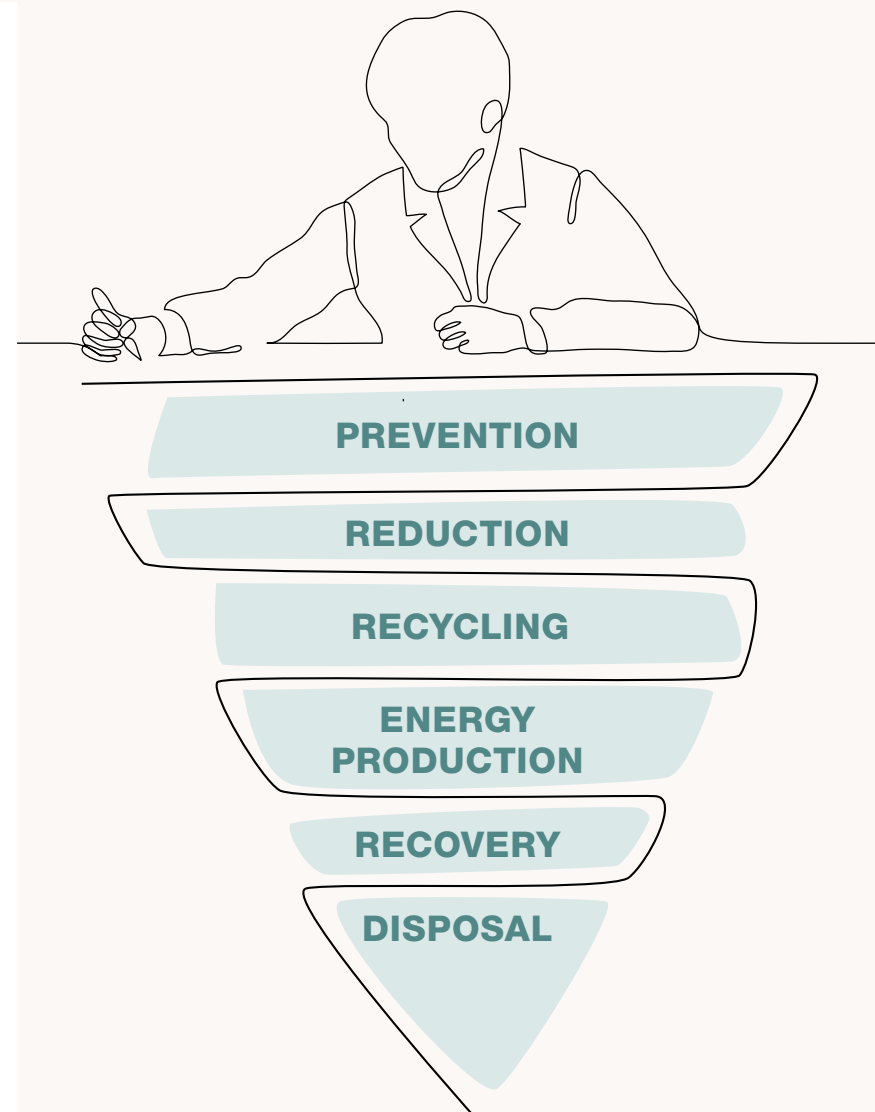 PREVENTION
REDUCTION
RECYCLING
ENERGY
PRODUCTION
RECOVERY
DISPOSAL